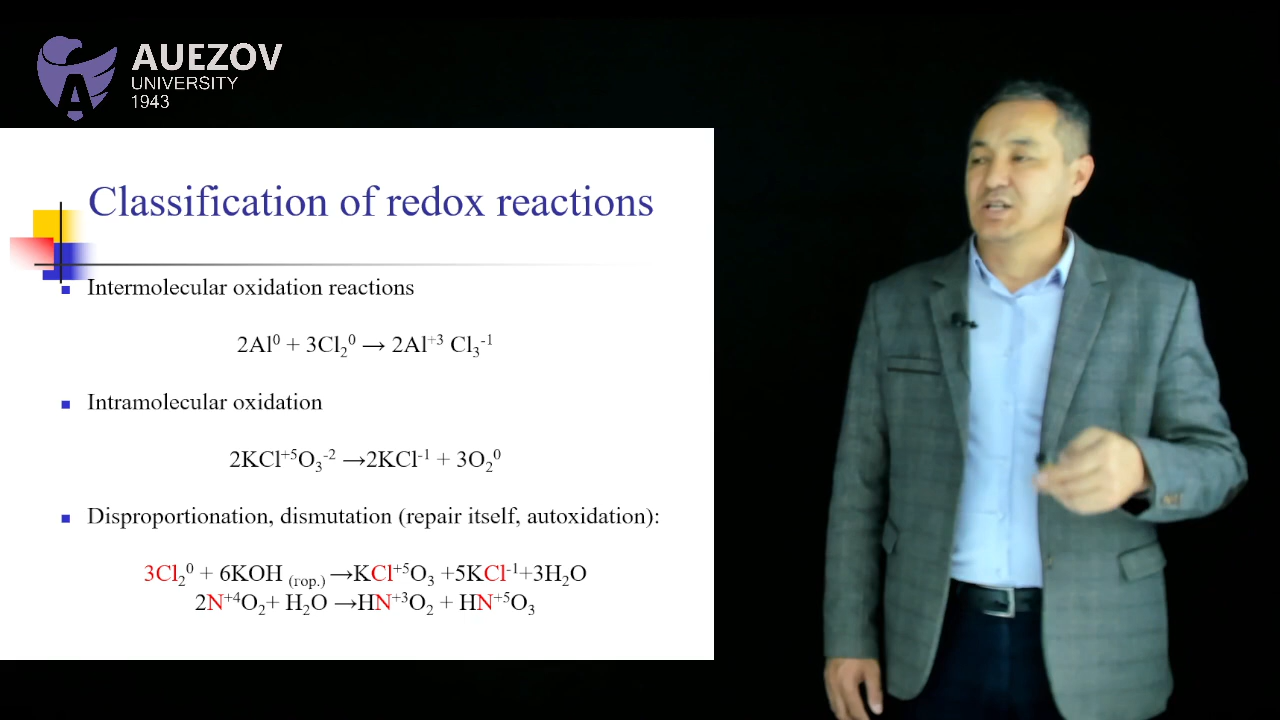 AUEZOV
UNIVERSITY
1943
Classification of redox reactions
Intermolecular oxidation reactions
2Al⁰ + 3Cl₂⁰ → 2Al⁺³ Cl₃⁻¹
Intramolecular oxidation
2KCl⁺⁵O₃⁻² →2KCl⁻¹ + 3O₂⁰
Disproportionation, dismutation (repair itself, autoxidation):
3Cl₂⁰ + 6KOH (гор.) →KCl⁺⁵O₃ +5KCl⁻¹+3H₂O
2N⁺⁴O₂+ H₂O →HN⁺³O₂ + HN⁺⁵O₃